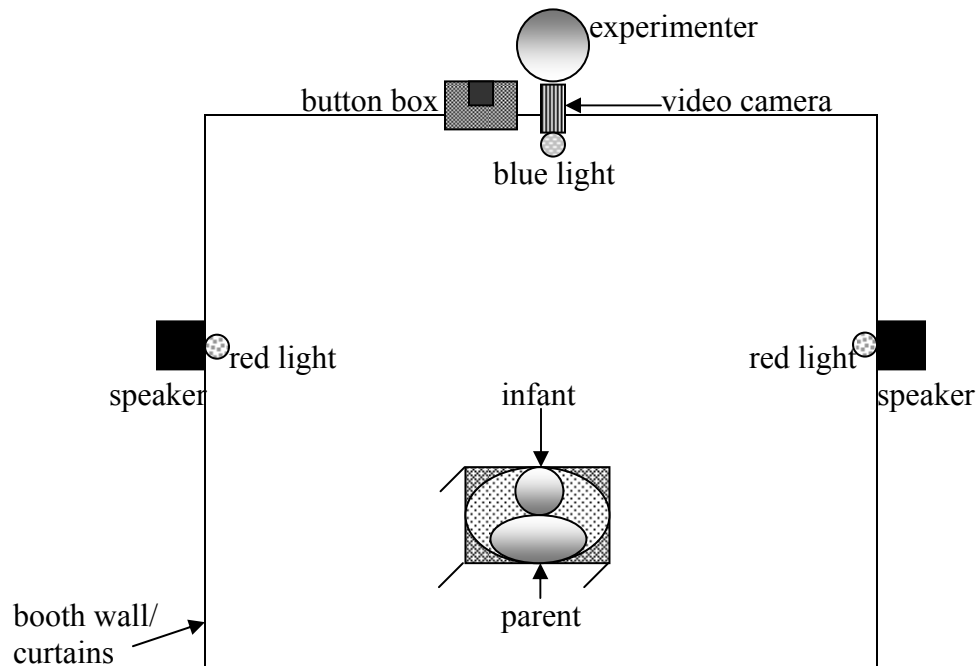 experimenter
button box
video camera
blue light
red light
red light
speaker
infant
speaker
parent
booth wall/
curtains